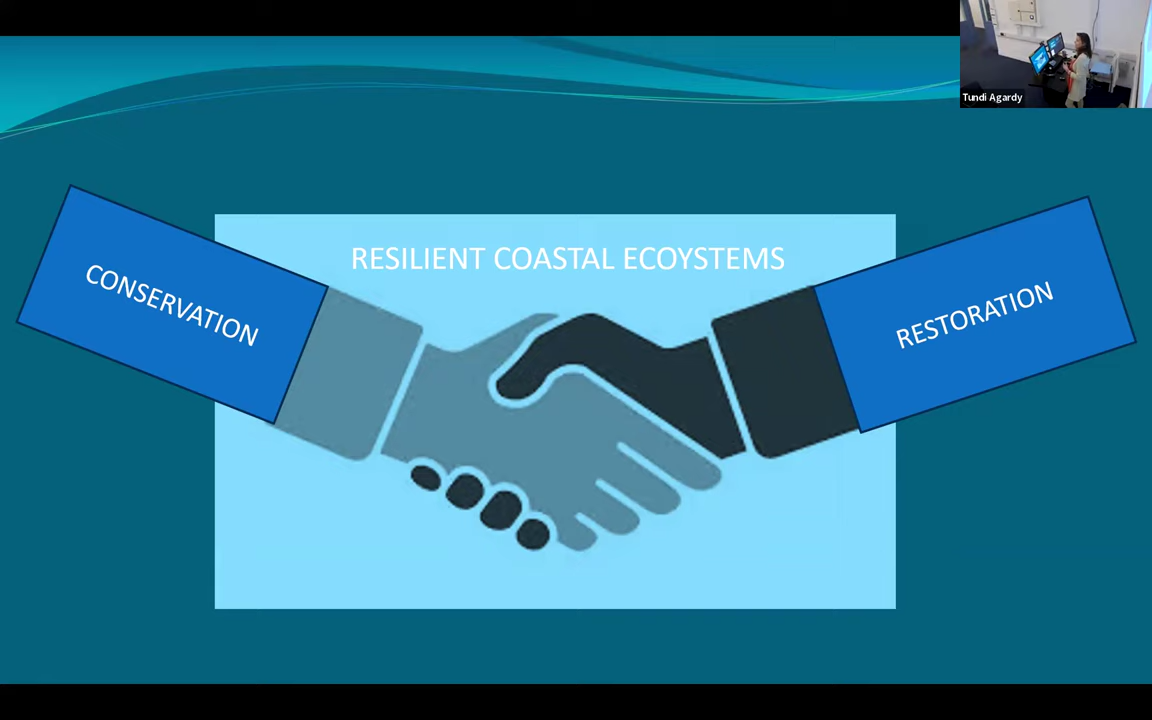 Tundi Agardy
RESILIENT COASTAL ECOYSTEMS
CONSERVATION
RESTORATION